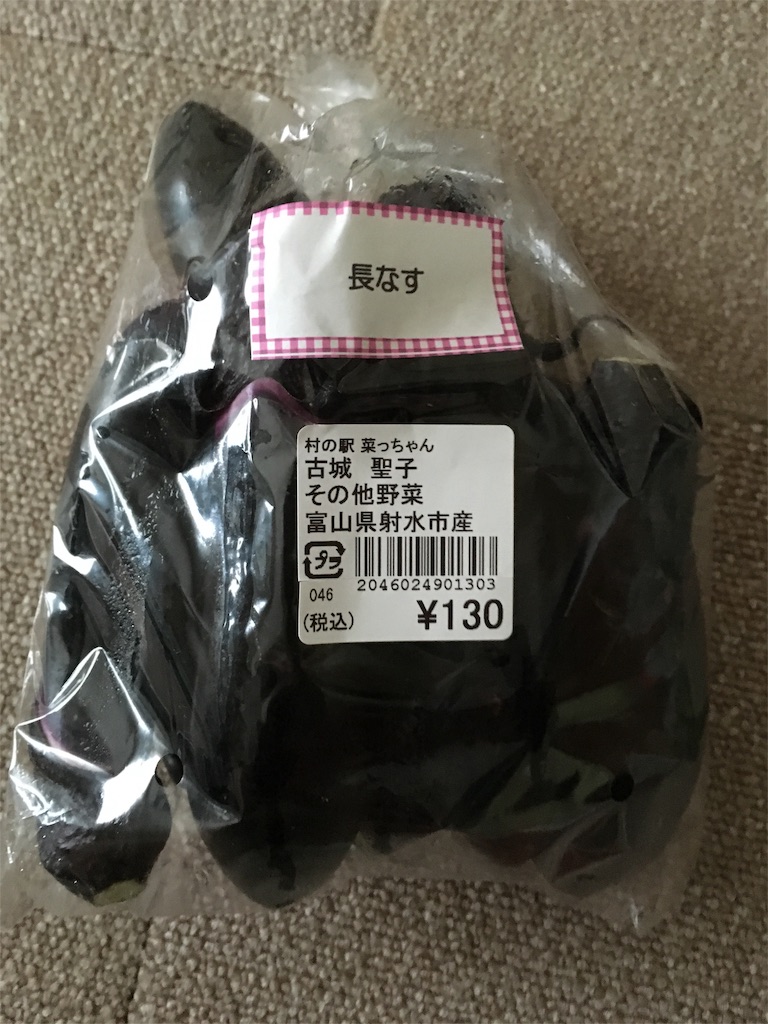 長なす
村の駅 菜っちゃん
古城 聖子
その他野菜
富山県射水市産
プラ
2046024901303
046
(税込) ¥130